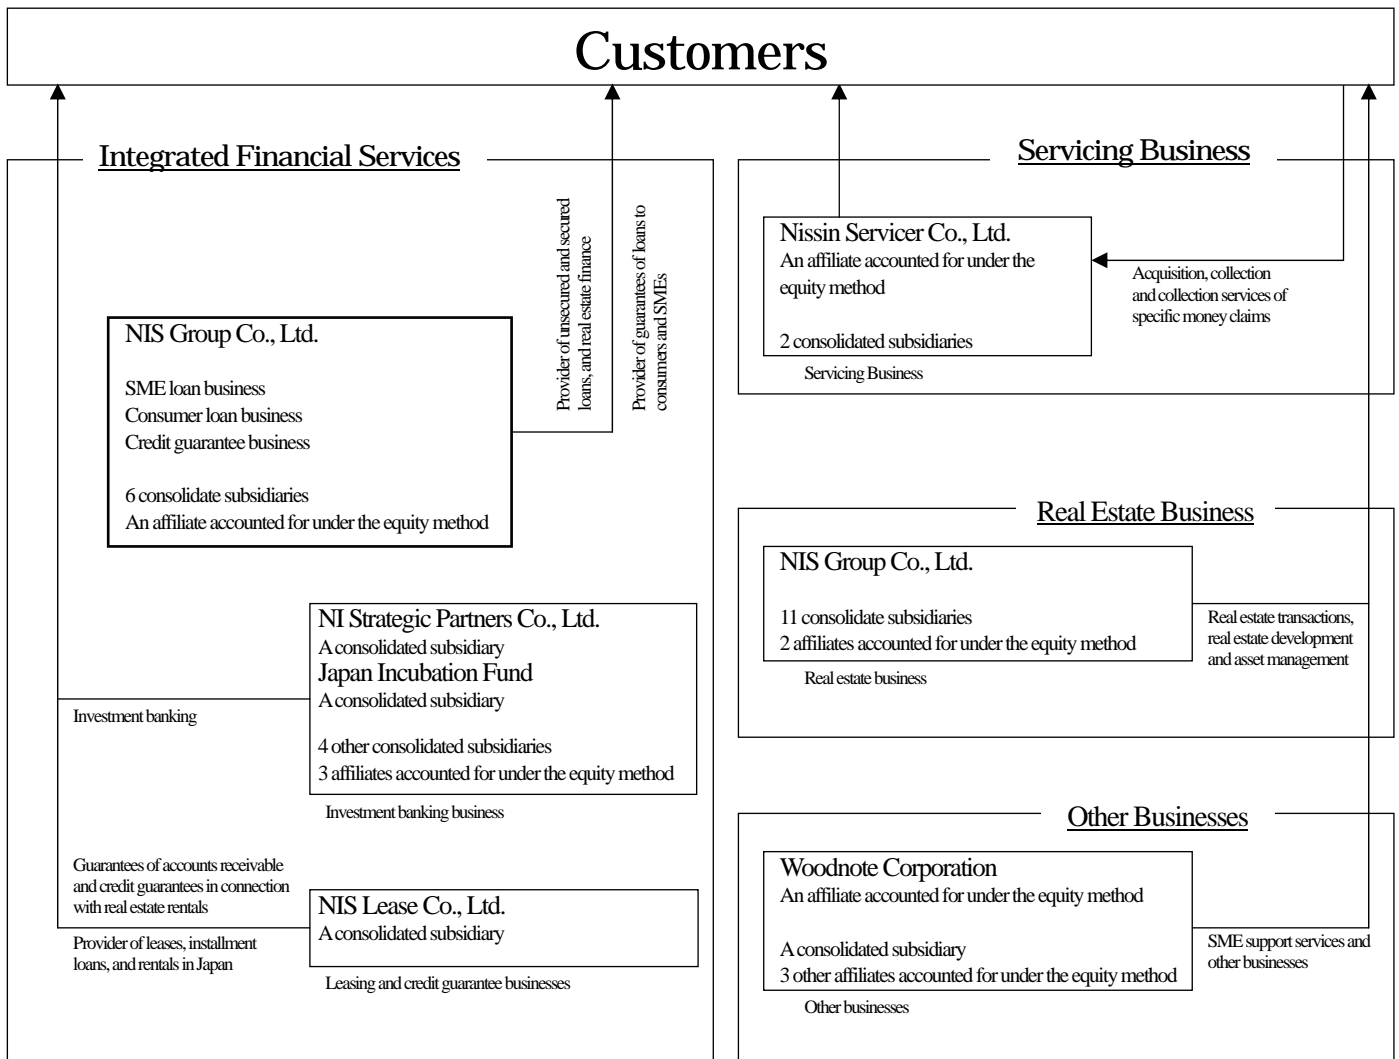 Customers
Integrated Financial Services
Provider of unsecured and secured
loans, and real estate finance
Provider of guarantees of loans to
consumers and SMEs
NIS Group Co., Ltd.
SME loan business
Consumer loan business
Credit guarantee business
6 consolidate subsidiaries
An affiliate accounted for under the equity method
NI Strategic Partners Co., Ltd.
A consolidated subsidiary
Japan Incubation Fund
A consolidated subsidiary
4 other consolidated subsidiaries
3 affiliates accounted for under the equity method
Investment banking
Investment banking business
Guarantees of accounts receivable
and credit guarantees in connection
with real estate rentals
Provider of leases, installment
loans, and rentals in Japan
NIS Lease Co., Ltd.
A consolidated subsidiary
Leasing and credit guarantee businesses
Servicing Business
Nissin Servicer Co., Ltd.
An affiliate accounted for under the
equity method
2 consolidated subsidiaries
Servicing Business
Acquisition, collection
and collection services of
specific money claims
Real Estate Business
NIS Group Co., Ltd.
11 consolidate subsidiaries
2 affiliates accounted for under the equity method
Real estate business
Real estate transactions,
real estate development
and asset management
Other Businesses
Woodnote Corporation
An affiliate accounted for under the equity method
A consolidated subsidiary
3 other affiliates accounted for under the equity method
Other businesses
SME support services and
other businesses